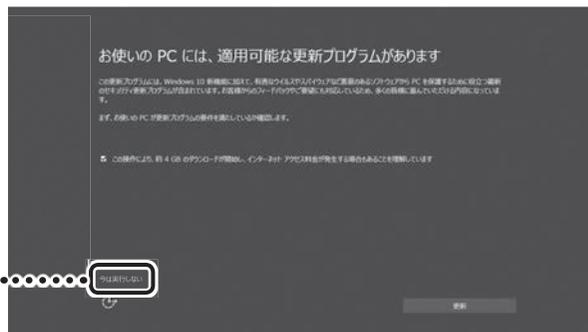 お使いの PC には、適用可能な更新プログラムがあります
この更新プログラムには、Windows 10 新機能に加えて、有害なウイルスやスパイウェアなど悪意のあるソフトウェアから PC を保護するために役立つ最新
のセキュリティ更新プログラムが含まれています。お客様からのフィードバックやご要望にも対応しているため、多くの皆様に喜んでいただける内容になっていま
す。
まず、お使いの PC が更新プログラムの要件を満たしているか確認します。
この操作により、約 4 GB のダウンロードが開始し、インターネット アクセス料金が発生する場合もあることを理解しています
今は実行しない
更新